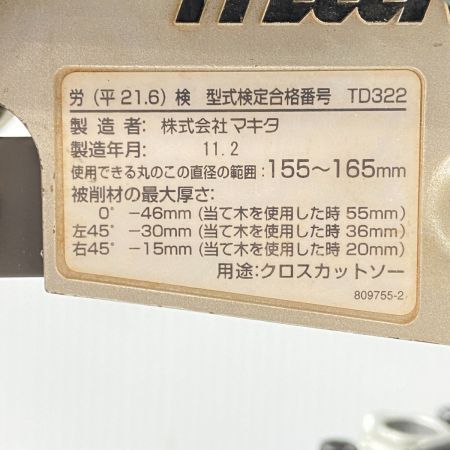 労 (平21.6) 検 型式検定合格番号 TD322
製造者: 株式会社マキタ
製造年月: 11.2
使用できる丸のこの直径の範囲: 155〜165mm
被削材の最大厚さ:
0° −46mm (当て木を使用した時 55mm)
左45° −30mm (当て木を使用した時 36mm)
右45° −15mm (当て木を使用した時 20mm)
用途: クロスカットソー
809755-2